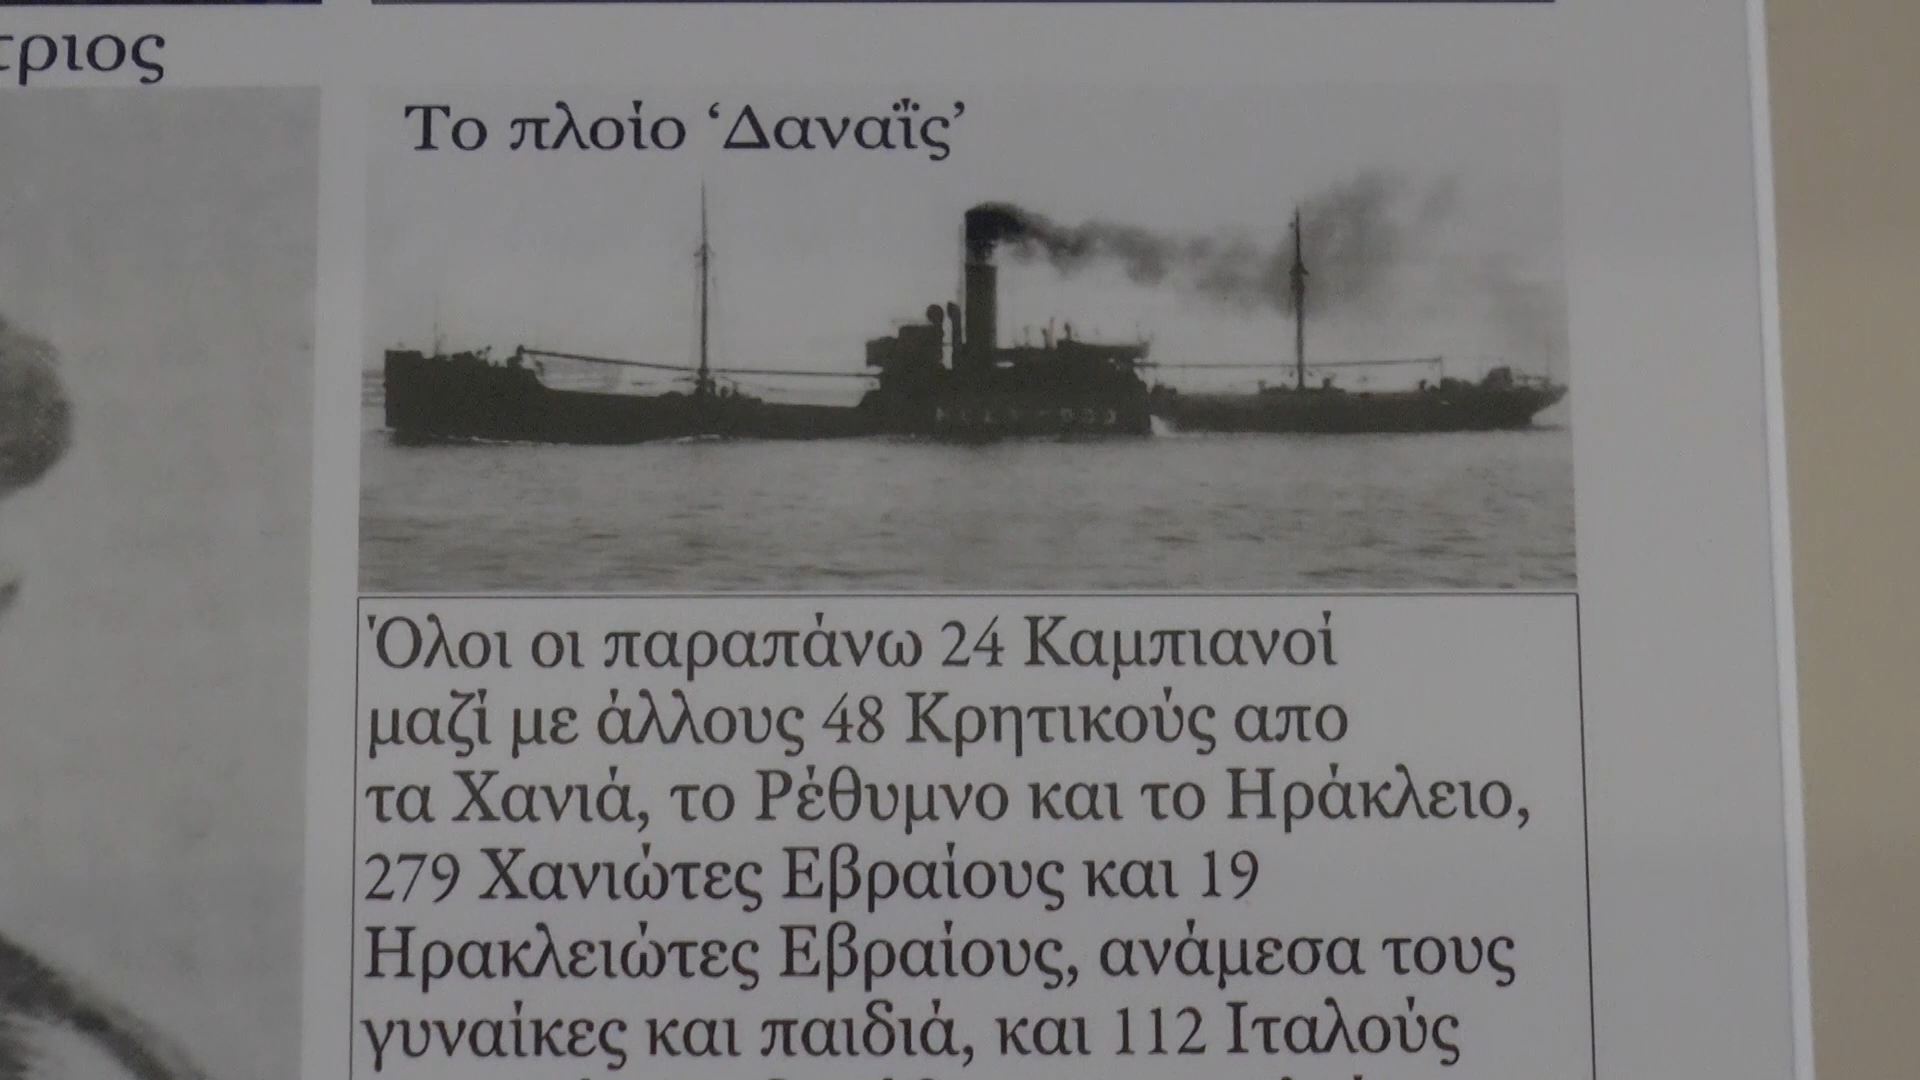 τριος
Το πλοίο ‘Δαναΐς’
Όλοι οι παραπάνω 24 Καμπιανοί
μαζί με άλλους 48 Κρητικούς απο
τα Χανιά, το Ρέθυμνο και το Ηράκλειο,
279 Χανιώτες Εβραίους και 19
Ηρακλειώτες Εβραίους, ανάμεσα τους
γυναίκες και παιδιά, και 112 Ιταλούς